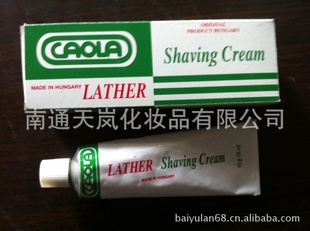 CAOLA
ORIGINAL
PRODUCT HUNGARY
Shaving Cream
MADE IN HUNGARY
LATHER
南通天岚化妆品有限公司
CAOLA
LATHER Shaving Cream
MADE IN HUNGARY
baiyulan68.cn.alibaba.com